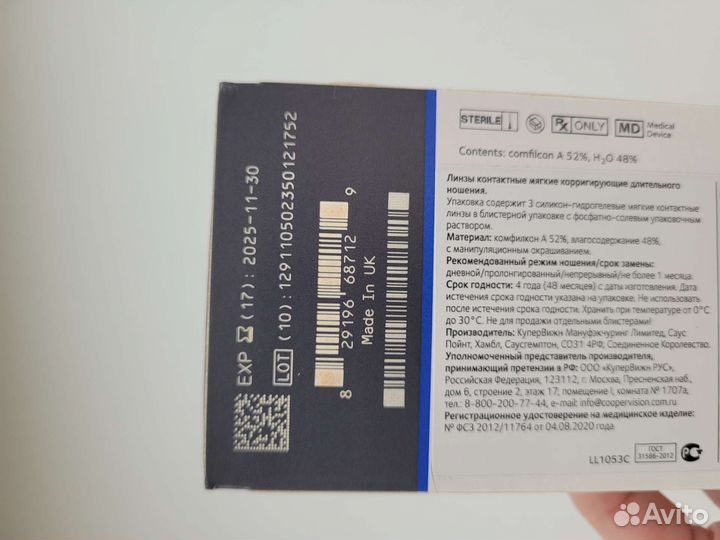 EXP (17): 2025-11-30
LOT (10): 12911050235012​1752
8 29196 68712 9
Made In UK
STERILE RX ONLY MD Medical Device
Contents: comfilcon A 52%, H₂O 48%
Линзы контактные мягкие корригирующие длительного
ношения.
Упаковка содержит 3 силикон-гидрогелевые мягкие контактные
линзы в блистерной упаковке с фосфатно-солевым упаковочным
раствором.
Материал: комфилкон А 52%, влагосодержание 48%,
с манипуляционным окрашиванием.
Рекомендованный режим ношения/срок замены:
дневной/пролонгированный/непрерывный/не более 1 месяца.
Срок годности: 4 года (48 месяцев) с даты изготовления. Дата
истечения срока годности указана на упаковке. Не использовать
после истечения срока годности. Хранить при температуре от 0°С
до 30°С. Не для продажи отдельными блистерами!
Производитель: КуперВижн Мануфэкчуринг Лимитед, Саус
Пойнт, Хамбл, Саусгемптон, СО31 4РФ, Соединенное Королевство.
Уполномоченный представитель производителя,
принимающий претензии в РФ: ООО «КуперВижн РУС»,
Российская Федерация, 123112, г. Москва, Пресненская наб.,
дом 6, строение 2, этаж 17, помещение I, комната № 1707а,
тел.: 8-800-200-77-44, e-mail: info@coopervision.com.ru
Регистрационное удостоверение на медицинское изделие:
№ ФСЗ 2012/11764 от 04.08.2020 года.
LL1053C
ГОСТ
31586-2012
Avito